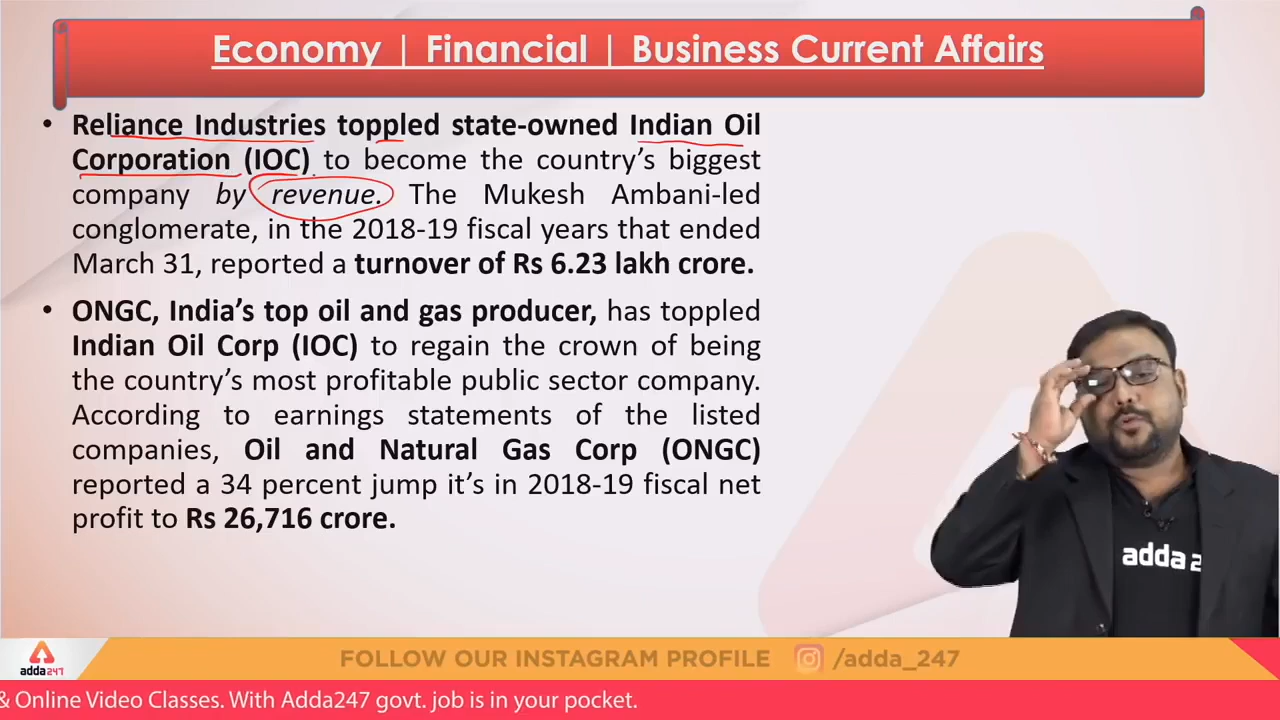 Economy | Financial | Business Current Affairs
• Reliance Industries toppled state-owned Indian Oil
Corporation (IOC) to become the country's biggest
company by revenue. The Mukesh Ambani-led
conglomerate, in the 2018-19 fiscal years that ended
March 31, reported a turnover of Rs 6.23 lakh crore.
• ONGC, India's top oil and gas producer, has toppled
Indian Oil Corp (IOC) to regain the crown of being
the country's most profitable public sector company.
According to earnings statements of the listed
companies, Oil and Natural Gas Corp (ONGC)
reported a 34 percent jump it's in 2018-19 fiscal net
profit to Rs 26,716 crore.
adda 2
adda247
FOLLOW OUR INSTAGRAM PROFILE /adda_247
& Online Video Classes. With Adda247 govt. job is in your pocket.